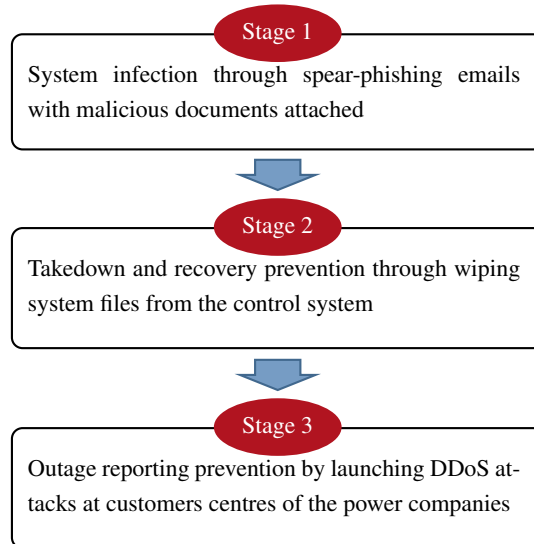 Stage 1
System infection through spear-phishing emails
with malicious documents attached
Stage 2
Takedown and recovery prevention through wiping
system files from the control system
Stage 3
Outage reporting prevention by launching DDoS at-
tacks at customers centres of the power companies